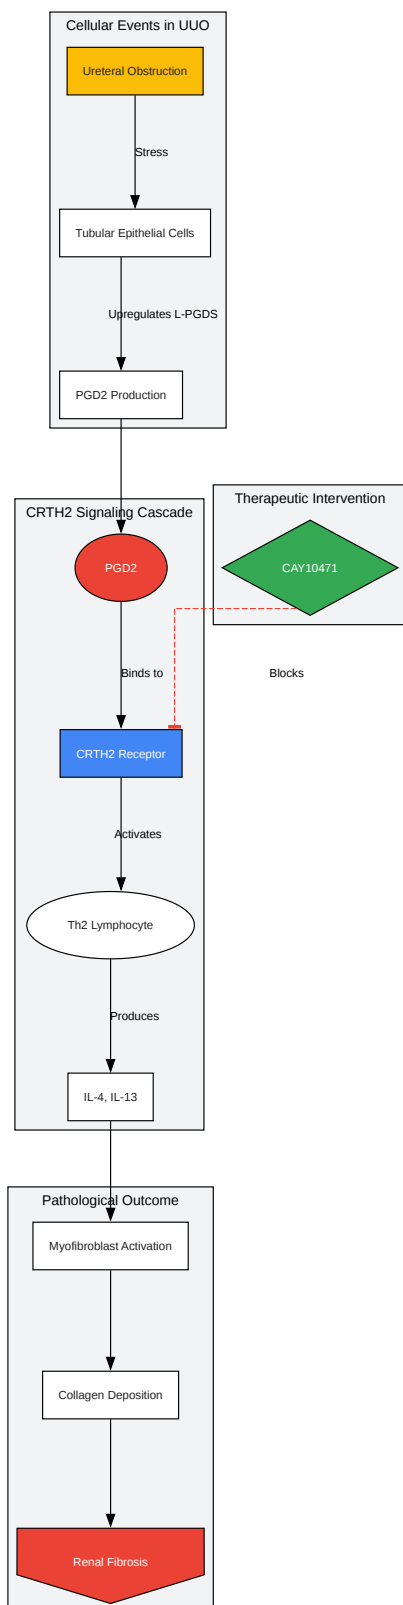 Cellular Events in UUO
Ureteral Obstruction
Stress
Tubular Epithelial Cells
Upregulates L-PGDS
PGD2 Production
CRTH2 Signaling Cascade
Therapeutic Intervention
PGD2
CAY10471
Binds to
Blocks
CRTH2 Receptor
Activates
Th2 Lymphocyte
Produces
IL-4, IL-13
Pathological Outcome
Myofibroblast Activation
Collagen Deposition
Renal Fibrosis